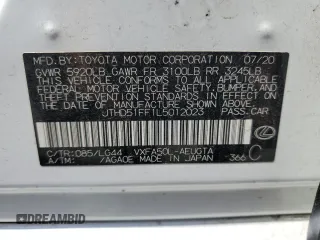 MFD. BY: TOYOTA MOTOR CORPORATION 07/20
GVWR 5920LB GAWR FR 3100LB RR 3245LB
THIS VEHICLE CONFORMS TO ALL APPLICABLE
FEDERAL MOTOR VEHICLE SAFETY, BUMPER, AND
THEFT PREVENTION STANDARDS IN EFFECT ON
THE DATE OF MANUFACTURE SHOWN ABOVE.
JTHD51FF1L5012023 PASS. CAR
C/TR: 085/LG44 VXFA50L-AEUGTA
A/TM: /AGA0E MADE IN JAPAN 366 C
© DREAMBID.COM